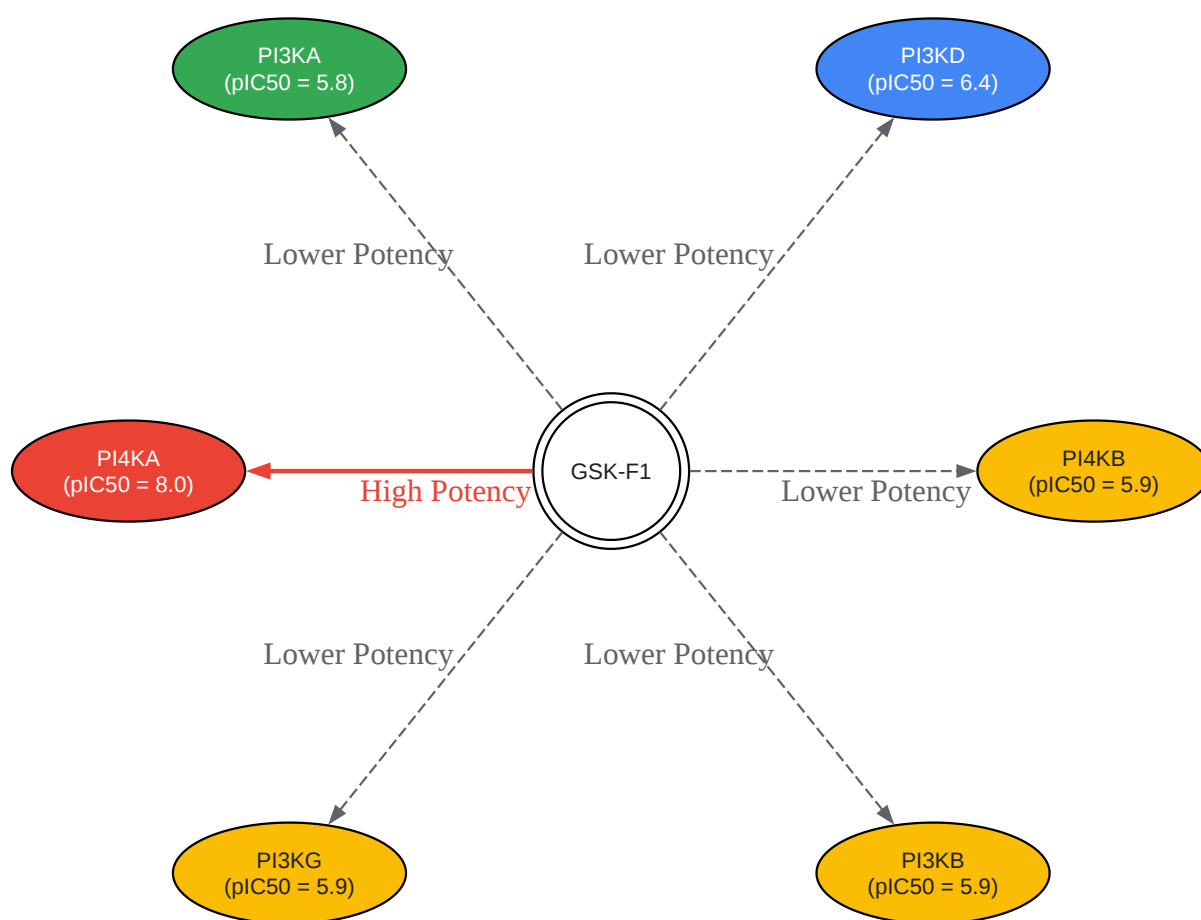 PI3KA
(pIC50 = 5.8)
PI3KD
(pIC50 = 6.4)
Lower Potency
Lower Potency
PI4KA
(pIC50 = 8.0)
High Potency
GSK-F1
Lower Potency
PI4KB
(pIC50 = 5.9)
Lower Potency
Lower Potency
PI3KG
(pIC50 = 5.9)
PI3KB
(pIC50 = 5.9)